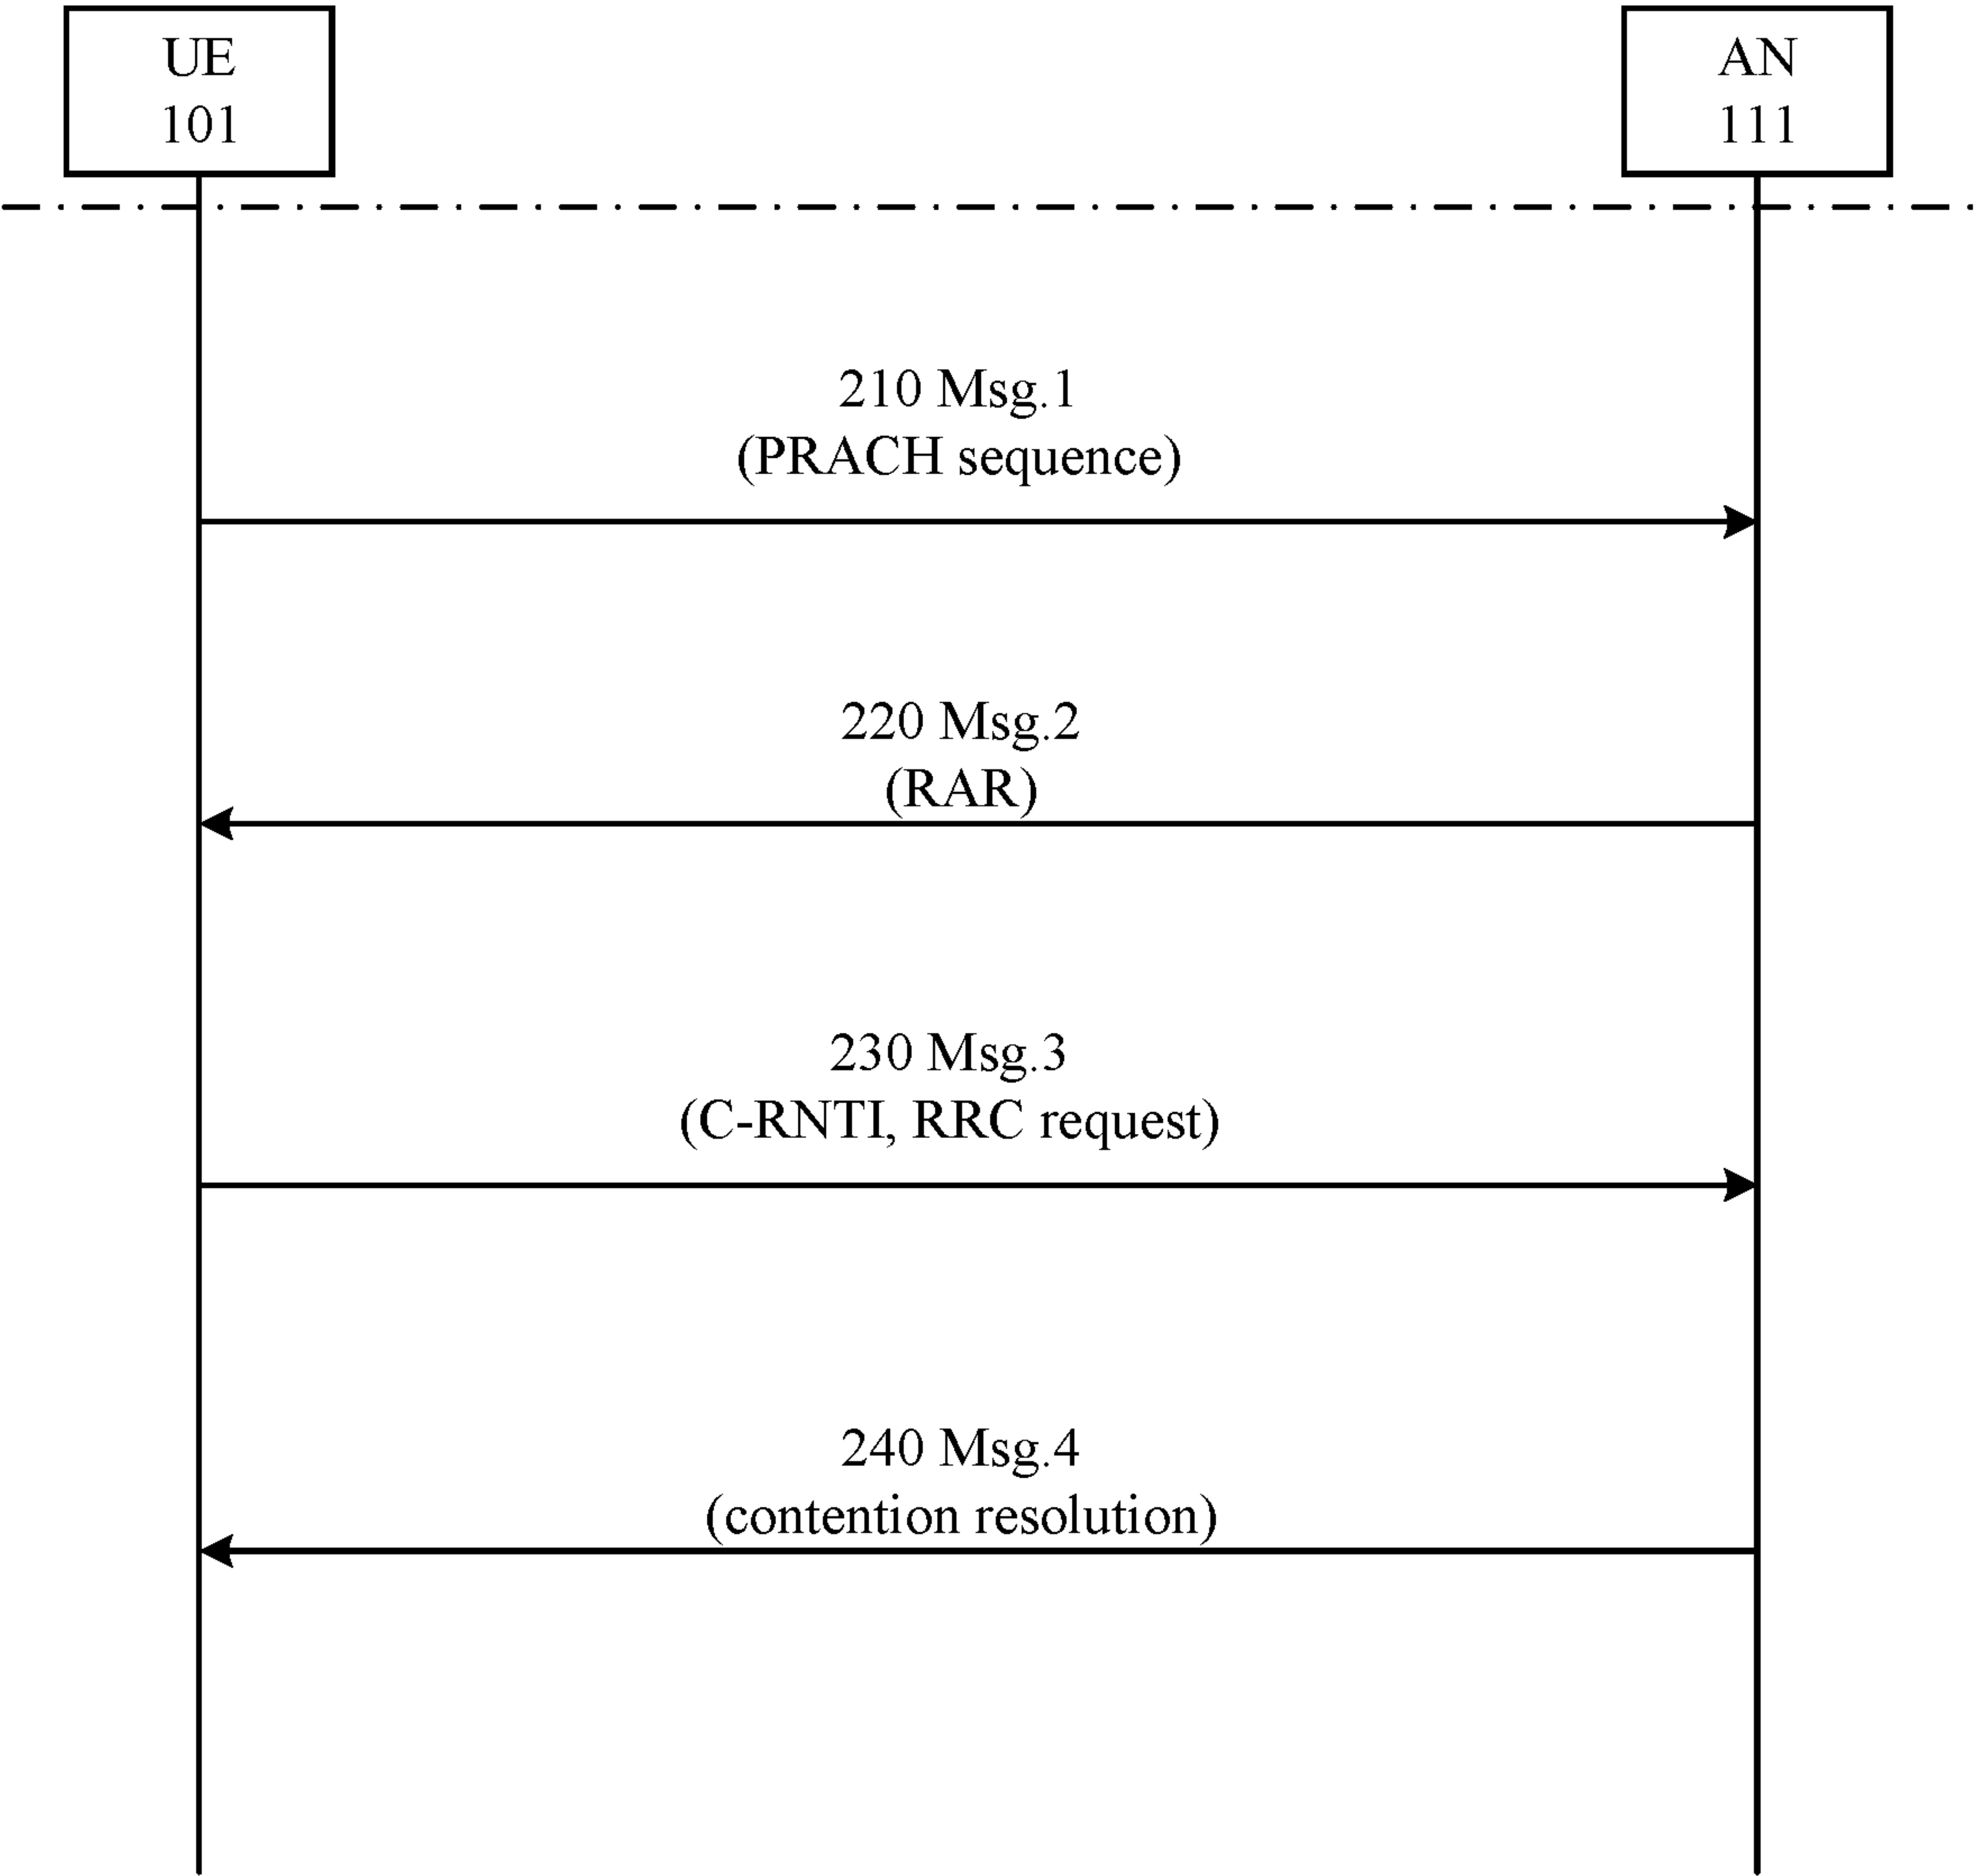 UE
101
AN
111
210 Msg.1
(PRACH sequence)
220 Msg.2
(RAR)
230 Msg.3
(C-RNTI, RRC request)
240 Msg.4
(contention resolution)